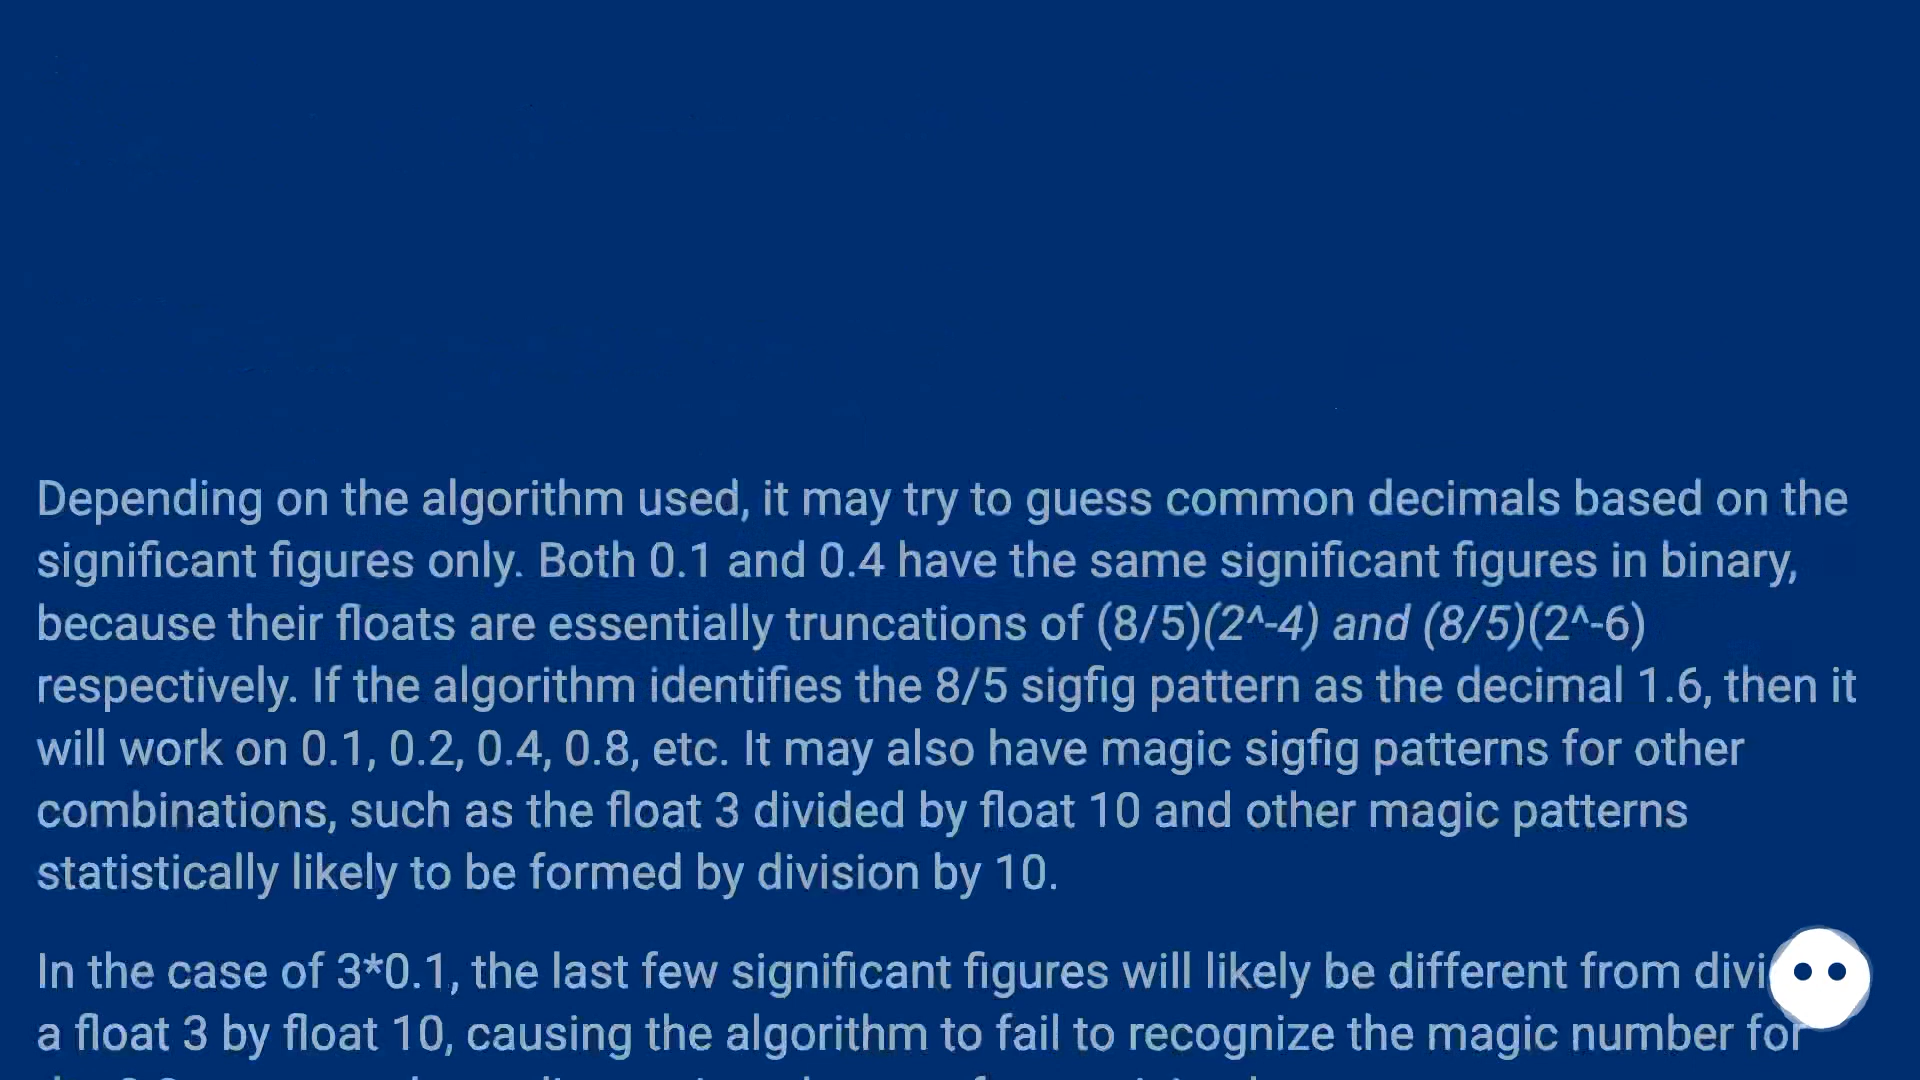 Depending on the algorithm used, it may try to guess common decimals based on the
significant figures only. Both 0.1 and 0.4 have the same significant figures in binary,
because their floats are essentially truncations of (8/5)(2^-4) and (8/5)(2^-6)
respectively. If the algorithm identifies the 8/5 sigfig pattern as the decimal 1.6, then it
will work on 0.1, 0.2, 0.4, 0.8, etc. It may also have magic sigfig patterns for other
combinations, such as the float 3 divided by float 10 and other magic patterns
statistically likely to be formed by division by 10.
In the case of 3*0.1, the last few significant figures will likely be different from divi
a float 3 by float 10, causing the algorithm to fail to recognize the magic number for